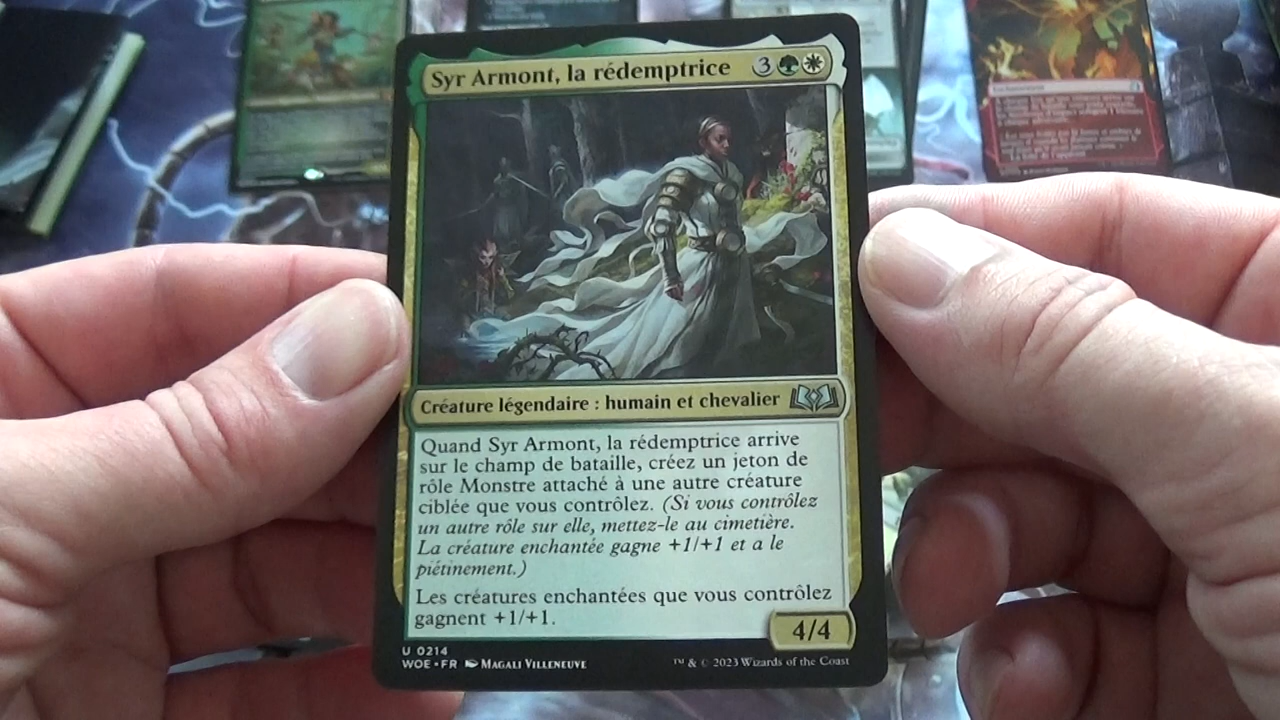 Syr Armont, la rédemptrice 3
Créature légendaire : humain et chevalier
Quand Syr Armont, la rédemptrice arrive
sur le champ de bataille, créez un jeton de
rôle Monstre attaché à une autre créature
ciblée que vous contrôlez. (Si vous contrôlez
un autre rôle sur elle, mettez-le au cimetière.
La créature enchantée gagne +1/+1 et a le
piétinement.)
Les créatures enchantées que vous contrôlez
gagnent +1/+1.
4/4
U 0214
WOE • FR Magali Villeneuve
™ & © 2023 Wizards of the Coast